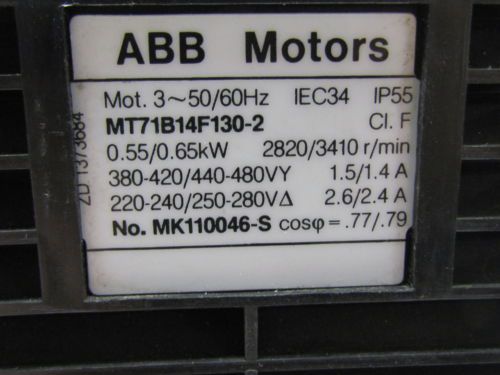 ABB Motors
Mot. 3~50/60Hz IEC34 IP55
MT71B14F130-2 Cl. F
0.55/0.65kW 2820/3410 r/min
380-420/440-480VY 1.5/1.4 A
220-240/250-280VΔ 2.6/2.4 A
No. MK110046-S cosφ = .77/.79
ZD 1373684